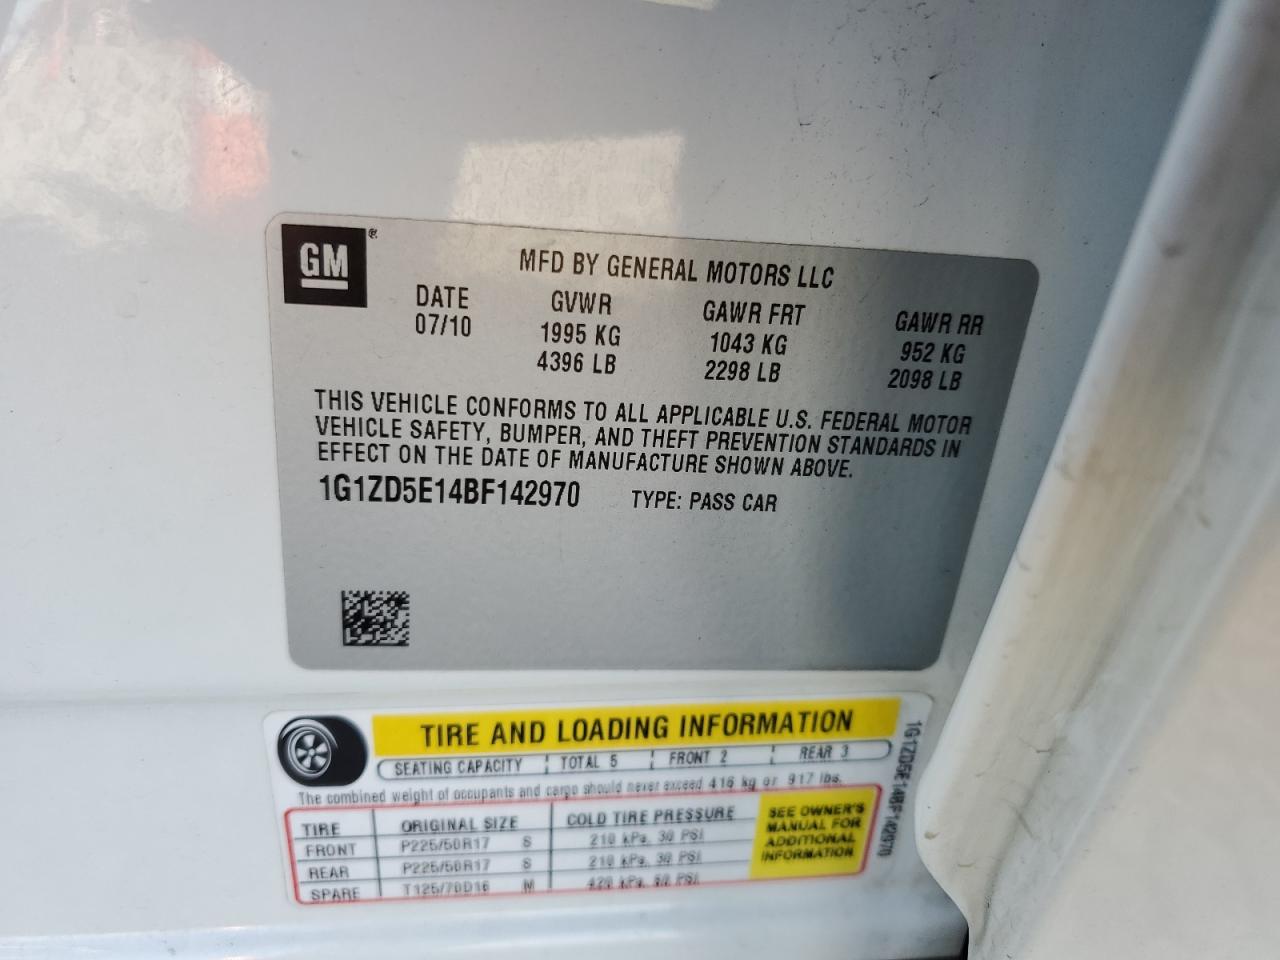 GM®
MFD BY GENERAL MOTORS LLC
DATE GVWR GAWR FRT GAWR RR
07/10 1995 KG 1043 KG 952 KG
4396 LB 2298 LB 2098 LB
THIS VEHICLE CONFORMS TO ALL APPLICABLE U.S. FEDERAL MOTOR
VEHICLE SAFETY, BUMPER, AND THEFT PREVENTION STANDARDS IN
EFFECT ON THE DATE OF MANUFACTURE SHOWN ABOVE.
1G1ZD5E14BF142970 TYPE: PASS CAR
TIRE AND LOADING INFORMATION
SEATING CAPACITY TOTAL 5 FRONT 2 REAR 3
The combined weight of occupants and cargo should never exceed 416 kg or 917 lbs.
TIRE ORIGINAL SIZE COLD TIRE PRESSURE
FRONT P225/50R17 S 210 kPa, 30 PSI
REAR P225/50R17 S 210 kPa, 30 PSI
SPARE T125/70D16 M 420 kPa, 60 PSI
SEE OWNER'S
MANUAL FOR
ADDITIONAL
INFORMATION
1G1ZD5E14BF142970